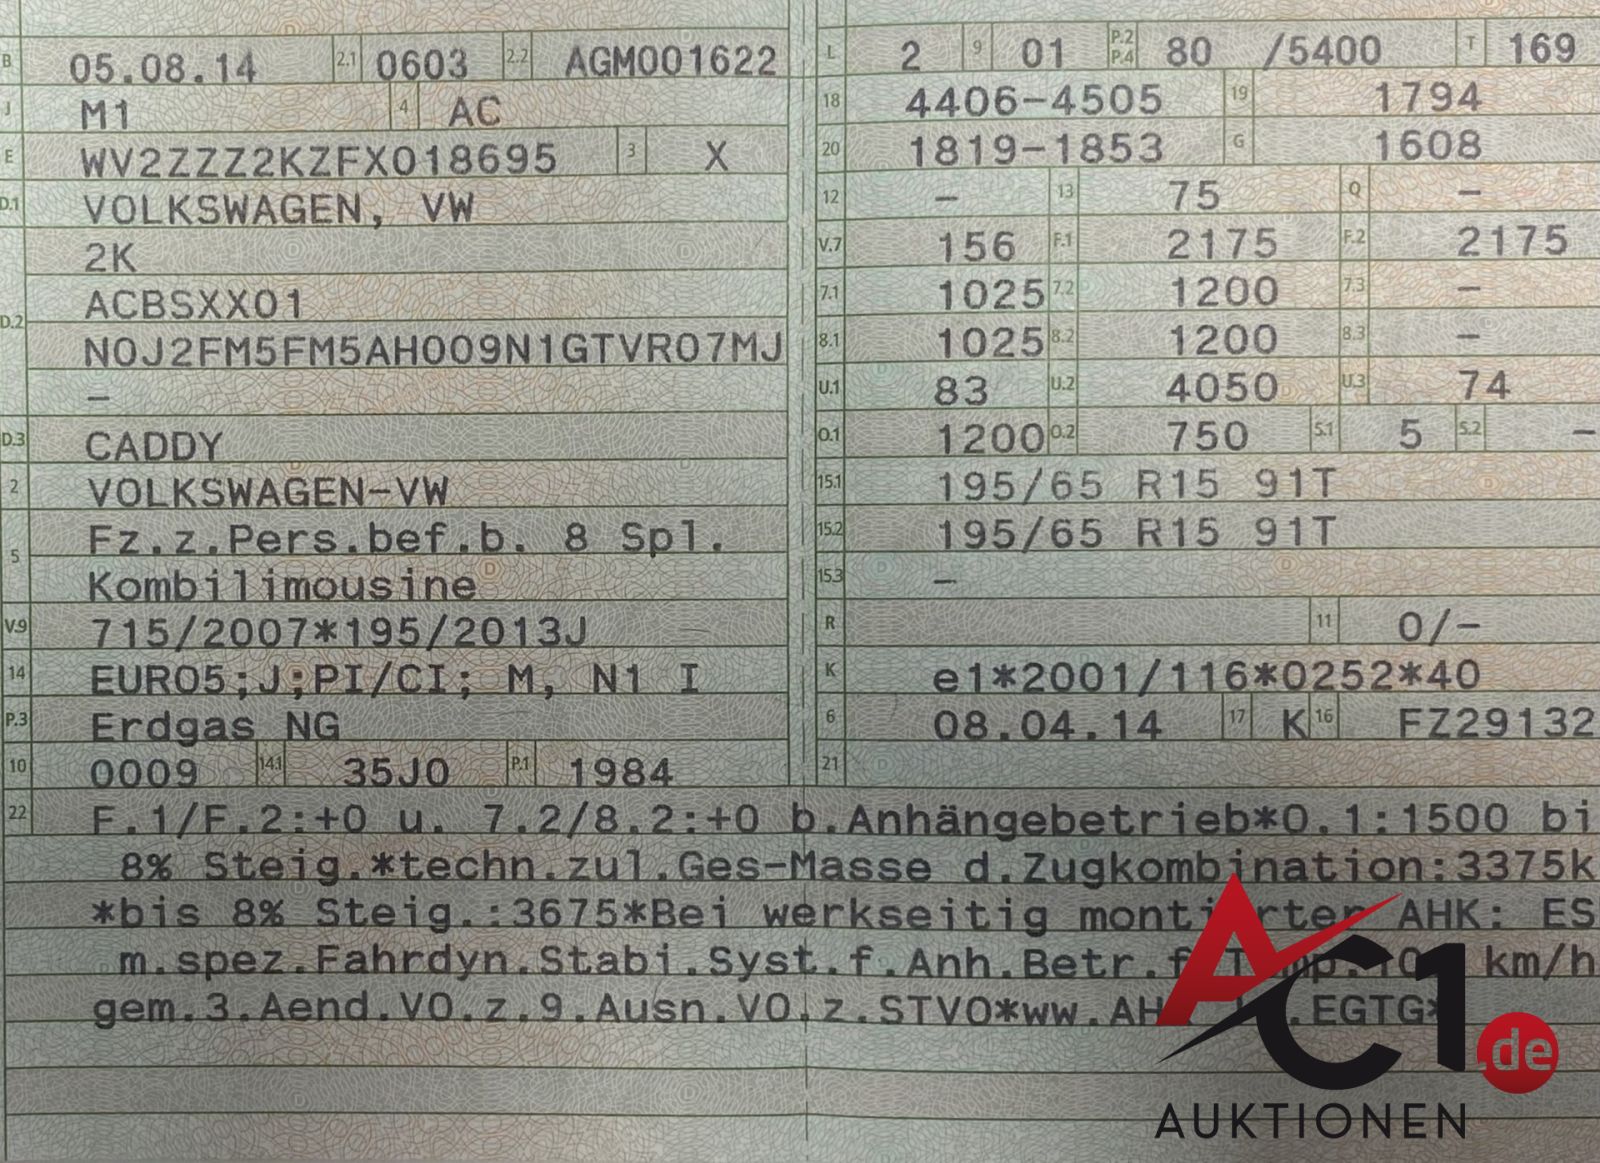 B 05.08.14 2.1 0603 2.2 AGM001622
J M1 4 AC
E WV2ZZZ2KZFX018695 3 X
D.1 VOLKSWAGEN, VW
2K
ACBSXX01
D.2
N0J2FM5FM5AH009N1GTVR07MJ
–
D.3 CADDY
2 VOLKSWAGEN-VW
5 Fz.z.Pers.bef.b. 8 Spl.
Kombilimousine
V.9 715/2007*195/2013J
14 EURO5;J;PI/CI; M, N1 I
P.3 Erdgas NG
10 0009 14.1 35J0 P.1 1984
L 2 9 01 P.2 P.4 80 /5400 T 169
18 4406-4505 19 1794
20 1819-1853 G 1608
12 – 13 75 Q –
V.7 156 F.1 2175 F.2 2175
7.1 1025 7.2 1200 7.3 –
8.1 1025 8.2 1200 8.3 –
U.1 83 U.2 4050 U.3 74
O.1 1200 O.2 750 S.1 5 S.2 –
15.1 195/65 R15 91T
15.2 195/65 R15 91T
15.3 –
R 11 0/–
K e1*2001/116*0252*40
6 08.04.14 17 K 16 FZ29132
21
22 F.1/F.2:+0 u. 7.2/8.2:+0 b.Anhängebetrieb*O.1:1500 bi
8% Steig.*techn.zul.Ges-Masse d.Zugkombination:3375k
*bis 8% Steig.:3675*Bei werkseitig montierter AHK: ES
m.spez.Fahrdyn.Stabi.Syst.f.Anh.Betr. km/h
gem.3.Aend.VO.z.9.Ausn.VO.z.STVO*ww.AH .EGTG*
AC1.de
AUKTIONEN